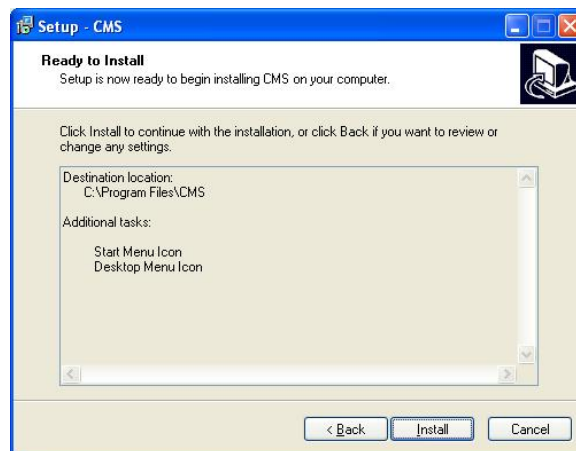 Setup - CMS
Ready to Install
Setup is now ready to begin installing CMS on your computer.
Click Install to continue with the installation, or click Back if you want to review or
change any settings.
Destination location:
C:\Program Files\CMS
Additional tasks:
Start Menu Icon
Desktop Menu Icon
< Back
Install
Cancel